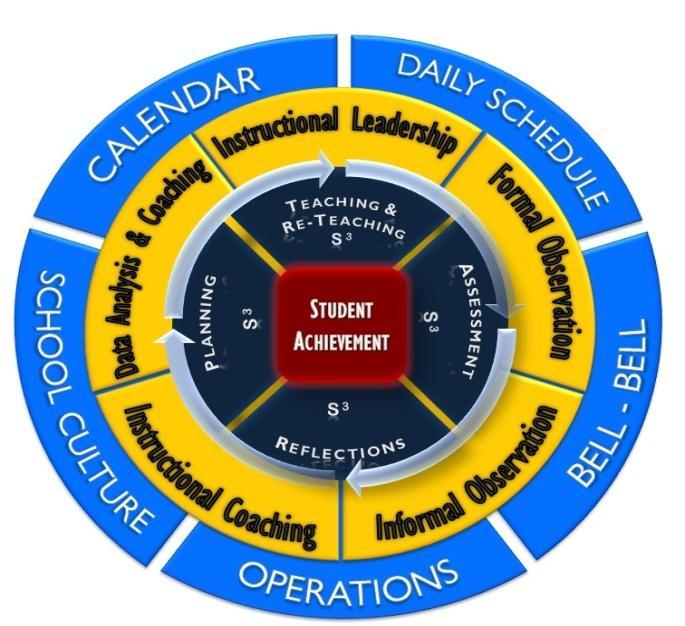 CALENDAR
DAILY SCHEDULE
BELL - BELL
OPERATIONS
SCHOOL CULTURE
Instructional Leadership
Formal Observation
Informal Observation
Instructional Coaching
Data Analysis & Coaching
TEACHING &
RE-TEACHING
S³
ASSESSMENT
S³
REFLECTIONS
S³
PLANNING
S³
STUDENT
ACHIEVEMENT